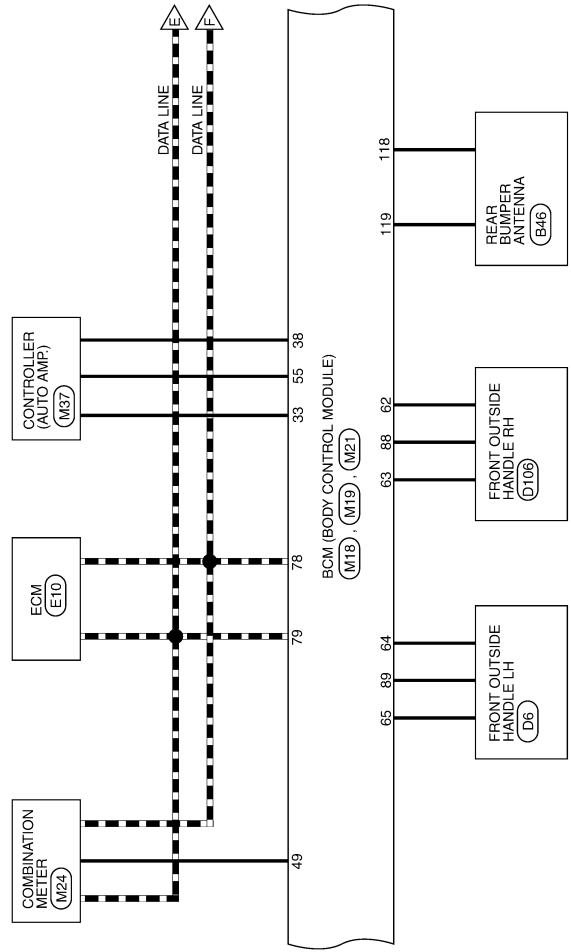 COMBINATION
METER
M24
ECM
E10
CONTROLLER
(AUTO AMP.)
M37
DATA LINE
E
DATA LINE
F
49
79
78
33
55
38
BCM (BODY CONTROL MODULE)
M18 , M19 , M21
65
89
64
63
88
62
119
118
FRONT OUTSIDE
HANDLE LH
D6
FRONT OUTSIDE
HANDLE RH
D106
REAR
BUMPER
ANTENNA
B46